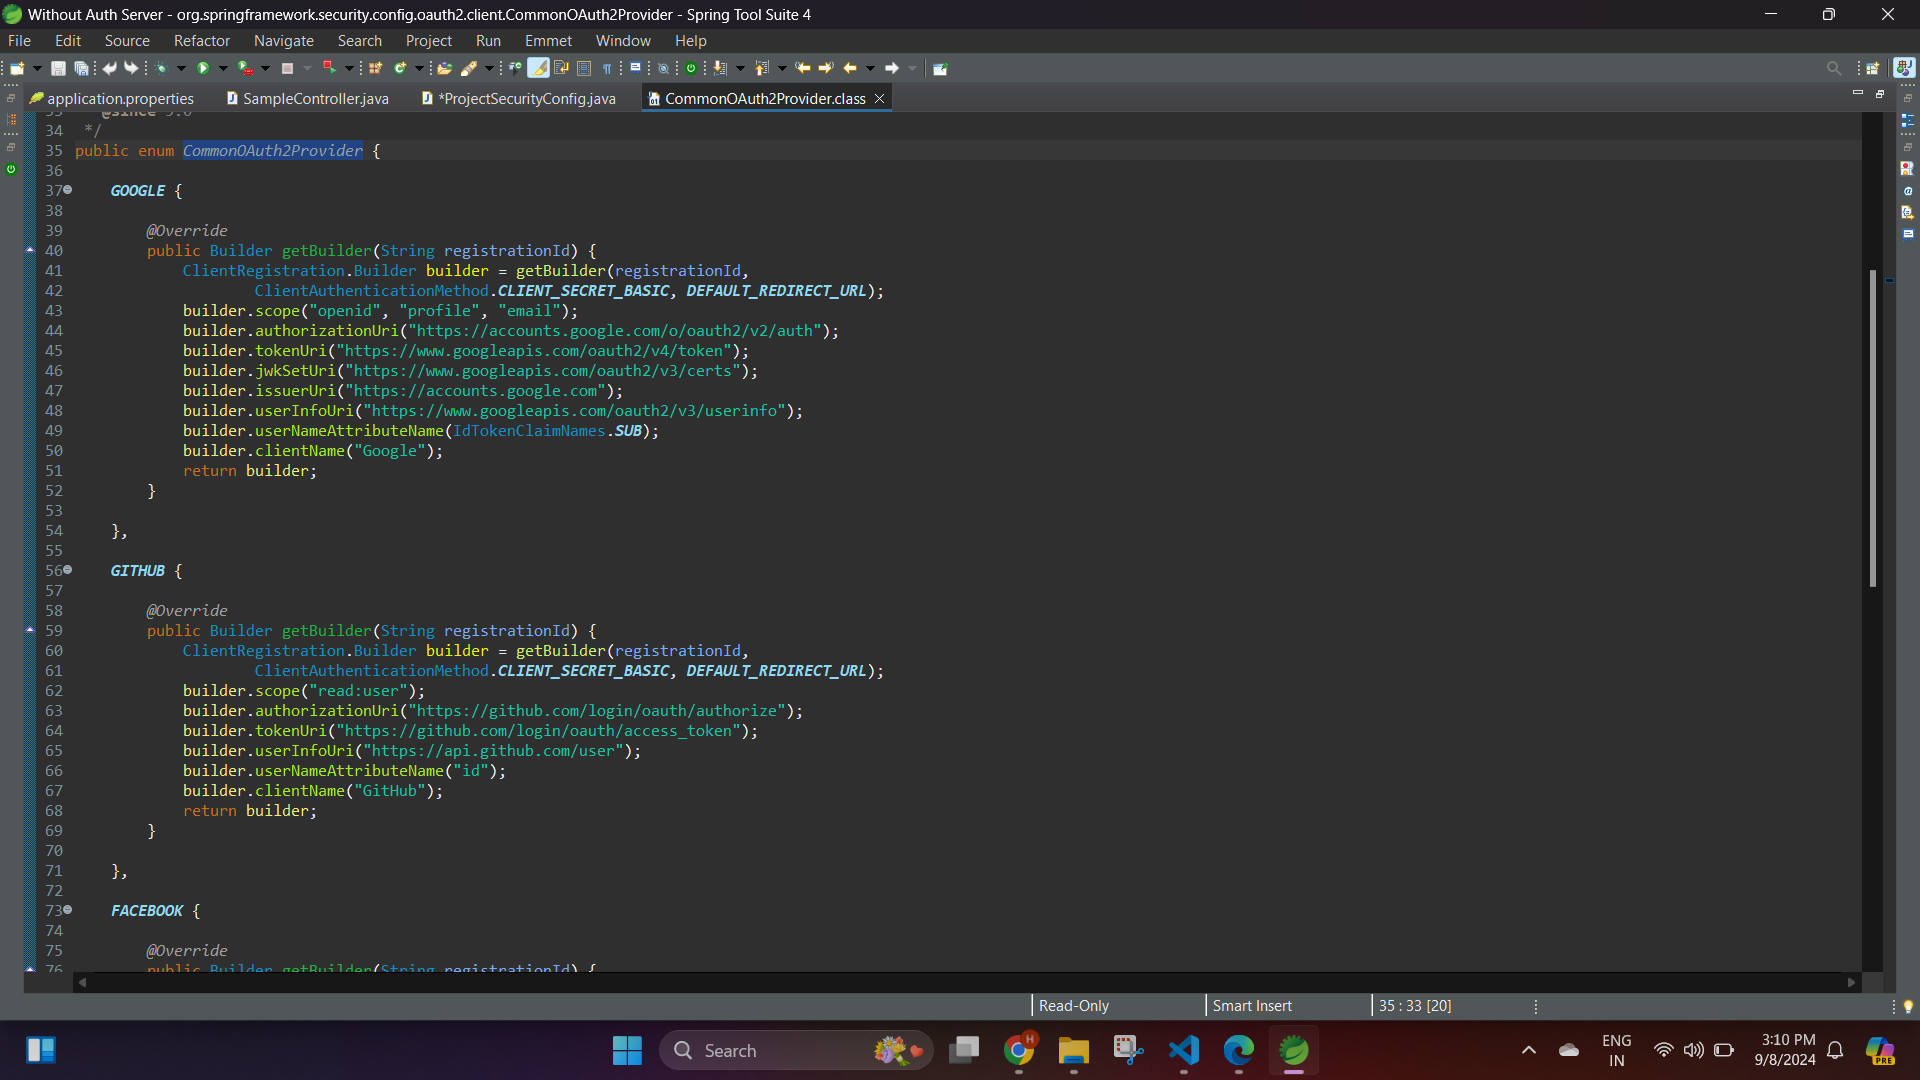 Without Auth Server - org.springframework.security.config.oauth2.client.CommonOAuth2Provider - Spring Tool Suite 4
File Edit Source Refactor Navigate Search Project Run Emmet Window Help
application.properties SampleController.java *ProjectSecurityConfig.java CommonOAuth2Provider.class
33 @since 5.0
34 */
35 public enum CommonOAuth2Provider {
36
37 GOOGLE {
38
39 @Override
40 public Builder getBuilder(String registrationId) {
41 ClientRegistration.Builder builder = getBuilder(registrationId,
42 ClientAuthenticationMethod.CLIENT_SECRET_BASIC, DEFAULT_REDIRECT_URL);
43 builder.scope("openid", "profile", "email");
44 builder.authorizationUri("https://accounts.google.com/o/oauth2/v2/auth");
45 builder.tokenUri("https://www.googleapis.com/oauth2/v4/token");
46 builder.jwkSetUri("https://www.googleapis.com/oauth2/v3/certs");
47 builder.issuerUri("https://accounts.google.com");
48 builder.userInfoUri("https://www.googleapis.com/oauth2/v3/userinfo");
49 builder.userNameAttributeName(IdTokenClaimNames.SUB);
50 builder.clientName("Google");
51 return builder;
52 }
53
54 },
55
56 GITHUB {
57
58 @Override
59 public Builder getBuilder(String registrationId) {
60 ClientRegistration.Builder builder = getBuilder(registrationId,
61 ClientAuthenticationMethod.CLIENT_SECRET_BASIC, DEFAULT_REDIRECT_URL);
62 builder.scope("read:user");
63 builder.authorizationUri("https://github.com/login/oauth/authorize");
64 builder.tokenUri("https://github.com/login/oauth/access_token");
65 builder.userInfoUri("https://api.github.com/user");
66 builder.userNameAttributeName("id");
67 builder.clientName("GitHub");
68 return builder;
69 }
70
71 },
72
73 FACEBOOK {
74
75 @Override
76 public Builder getBuilder(String registrationId) {
Read-Only Smart Insert 35 : 33 [20]
Search
ENG
IN
3:10 PM
9/8/2024
PRE